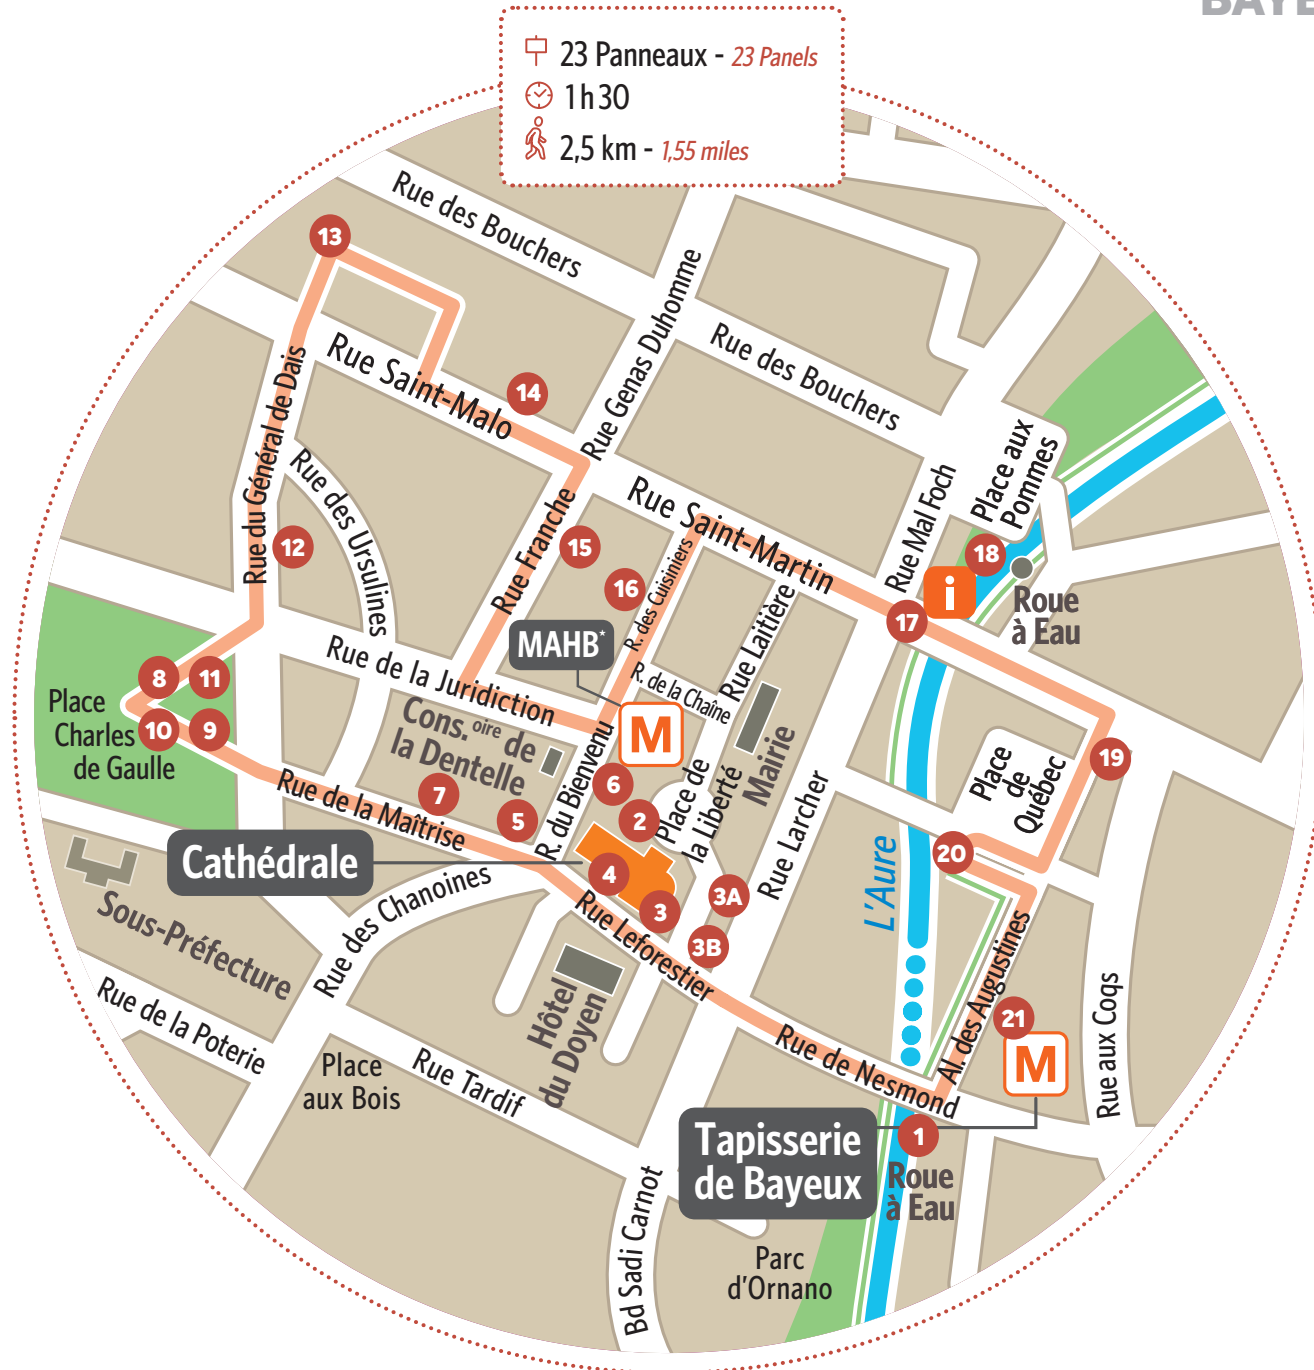 BAYE
23 Panneaux - 23 Panels
1h30
2,5 km - 1,55 miles
Rue des Bouchers
13
Rue Genas Duhomme
Rue des Bouchers
Rue Saint-Malo
14
Rue du Général de Dais
Rue des Ursulines
12
Rue Franche
15
16
R. des Cuisiniers
Rue Saint-Martin
Rue Mal Foch
Place aux
Pommes
18
i
17
Roue
à Eau
MAHB*
Rue Laitière
R. de la Chaîne
Rue de la Juridiction
M
8
11
10
9
Place
Charles
de Gaulle
Cons.oire de
la Dentelle
R. du Bienvenu
Mairie
Place de
la Liberté
Rue Larcher
Place
de
Québec
19
20
L'Aure
Rue de la Maîtrise
7
5
6
2
4
3
3A
3B
Cathédrale
Sous-Préfecture
Rue des Chanoines
Rue Leforestier
Hôtel
du Doyen
Rue de la Poterie
Place
aux Bois
Rue Tardif
Rue de Nesmond
Al. des Augustines
21
M
Rue aux Coqs
Tapisserie
de Bayeux
1
Roue
à Eau
Bd Sadi Carnot
Parc
d'Ornano